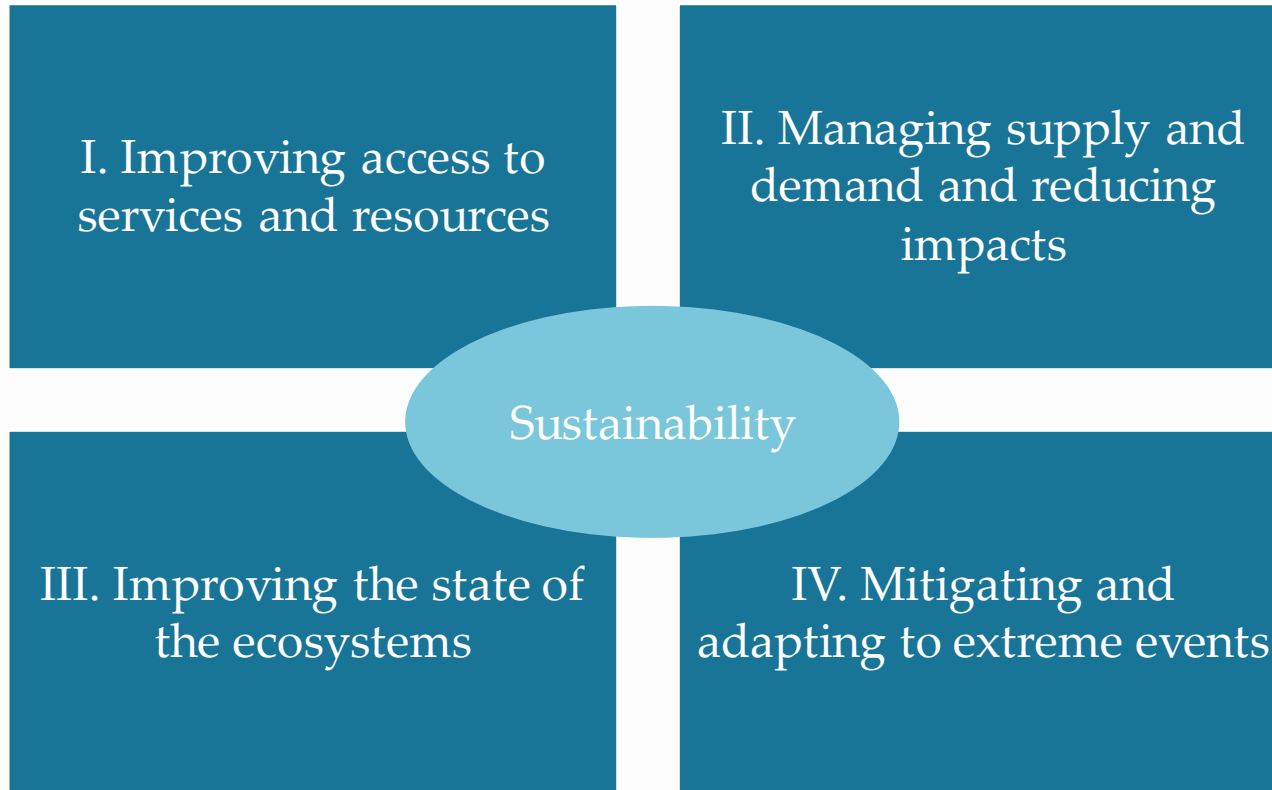 I. Improving access to
services and resources
II. Managing supply and
demand and reducing
impacts
Sustainability
III. Improving the state of
the ecosystems
IV. Mitigating and
adapting to extreme events